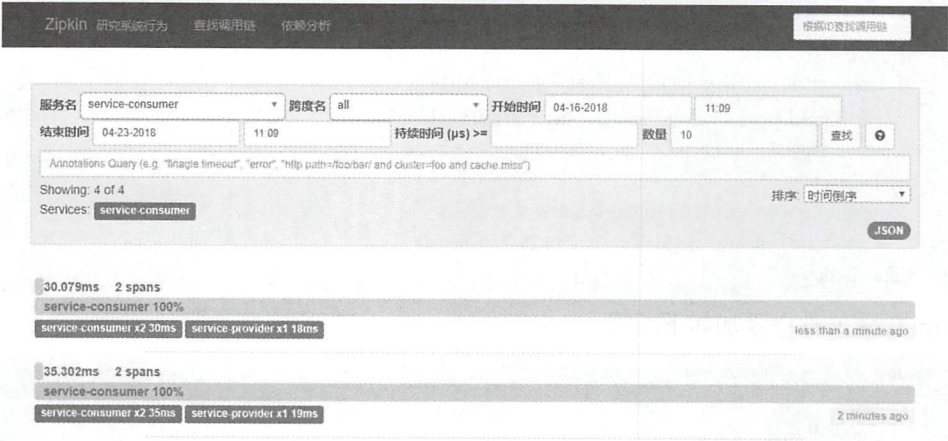 Zipkin 研究系统行为 查找调用链 依赖分析 根据ID查找调用链
服务名 service-consumer 跨度名 all 开始时间 04-16-2018 11:09
结束时间 04-23-2018 11:09 持续时间 (μs) >= 数量 10 查找
Annotations Query (e.g. "finagle.timeout", "error", "http.path=/foo/bar/ and cluster=foo and cache.miss")
Showing: 4 of 4
排序 时间倒序
Services: service-consumer
JSON
30.079ms 2 spans
service-consumer 100%
service-consumer x2 30ms service-provider x1 18ms less than a minute ago
35.302ms 2 spans
service-consumer 100%
service-consumer x2 35ms service-provider x1 19ms 2 minutes ago